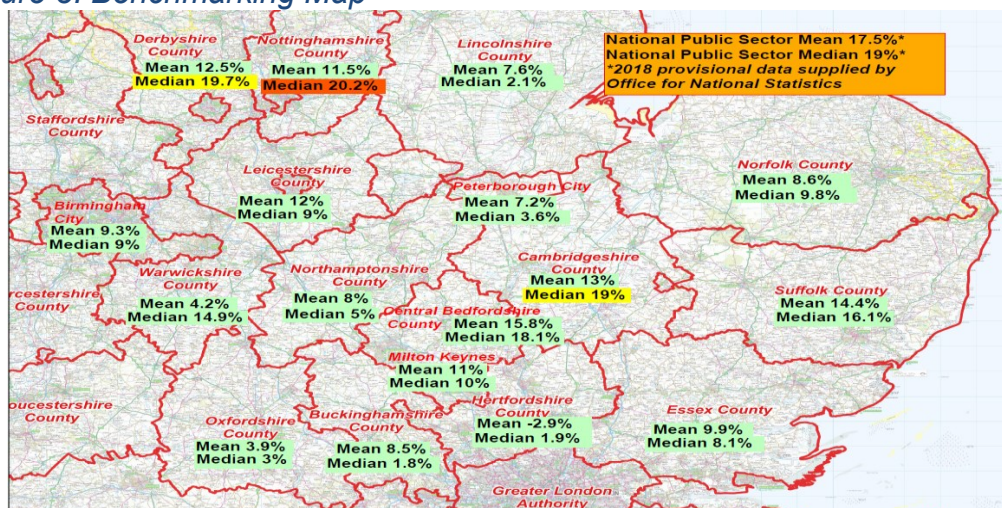 ure 3: Benchmarking Map
Derbyshire
County
Mean 12.5%
Median 19.7%
Nottinghamshire
County
Mean 11.5%
Median 20.2%
Lincolnshire
County
Mean 7.6%
Median 2.1%
National Public Sector Mean 17.5%*
National Public Sector Median 19%*
*2018 provisional data supplied by
Office for National Statistics
Staffordshire
County
Leicestershire
County
Mean 12%
Median 9%
Peterborough City
Mean 7.2%
Median 3.6%
Norfolk County
Mean 8.6%
Median 9.8%
Birmingham
City
Mean 9.3%
Median 9%
Warwickshire
County
Mean 4.2%
Median 14.9%
Northamptonshire
County
Mean 8%
Median 5%
Cambridgeshire
County
Mean 13%
Median 19%
Suffolk County
Mean 14.4%
Median 16.1%
rcestershire
County
Central Bedfordshire
County
Mean 15.8%
Median 18.1%
Milton Keynes
Mean 11%
Median 10%
oucestershire
County
Oxfordshire
County
Mean 3.9%
Median 3%
Buckinghamshire
County
Mean 8.5%
Median 1.8%
Hertfordshire
County
Mean -2.9%
Median 1.9%
Essex County
Mean 9.9%
Median 8.1%
Greater London
Authority